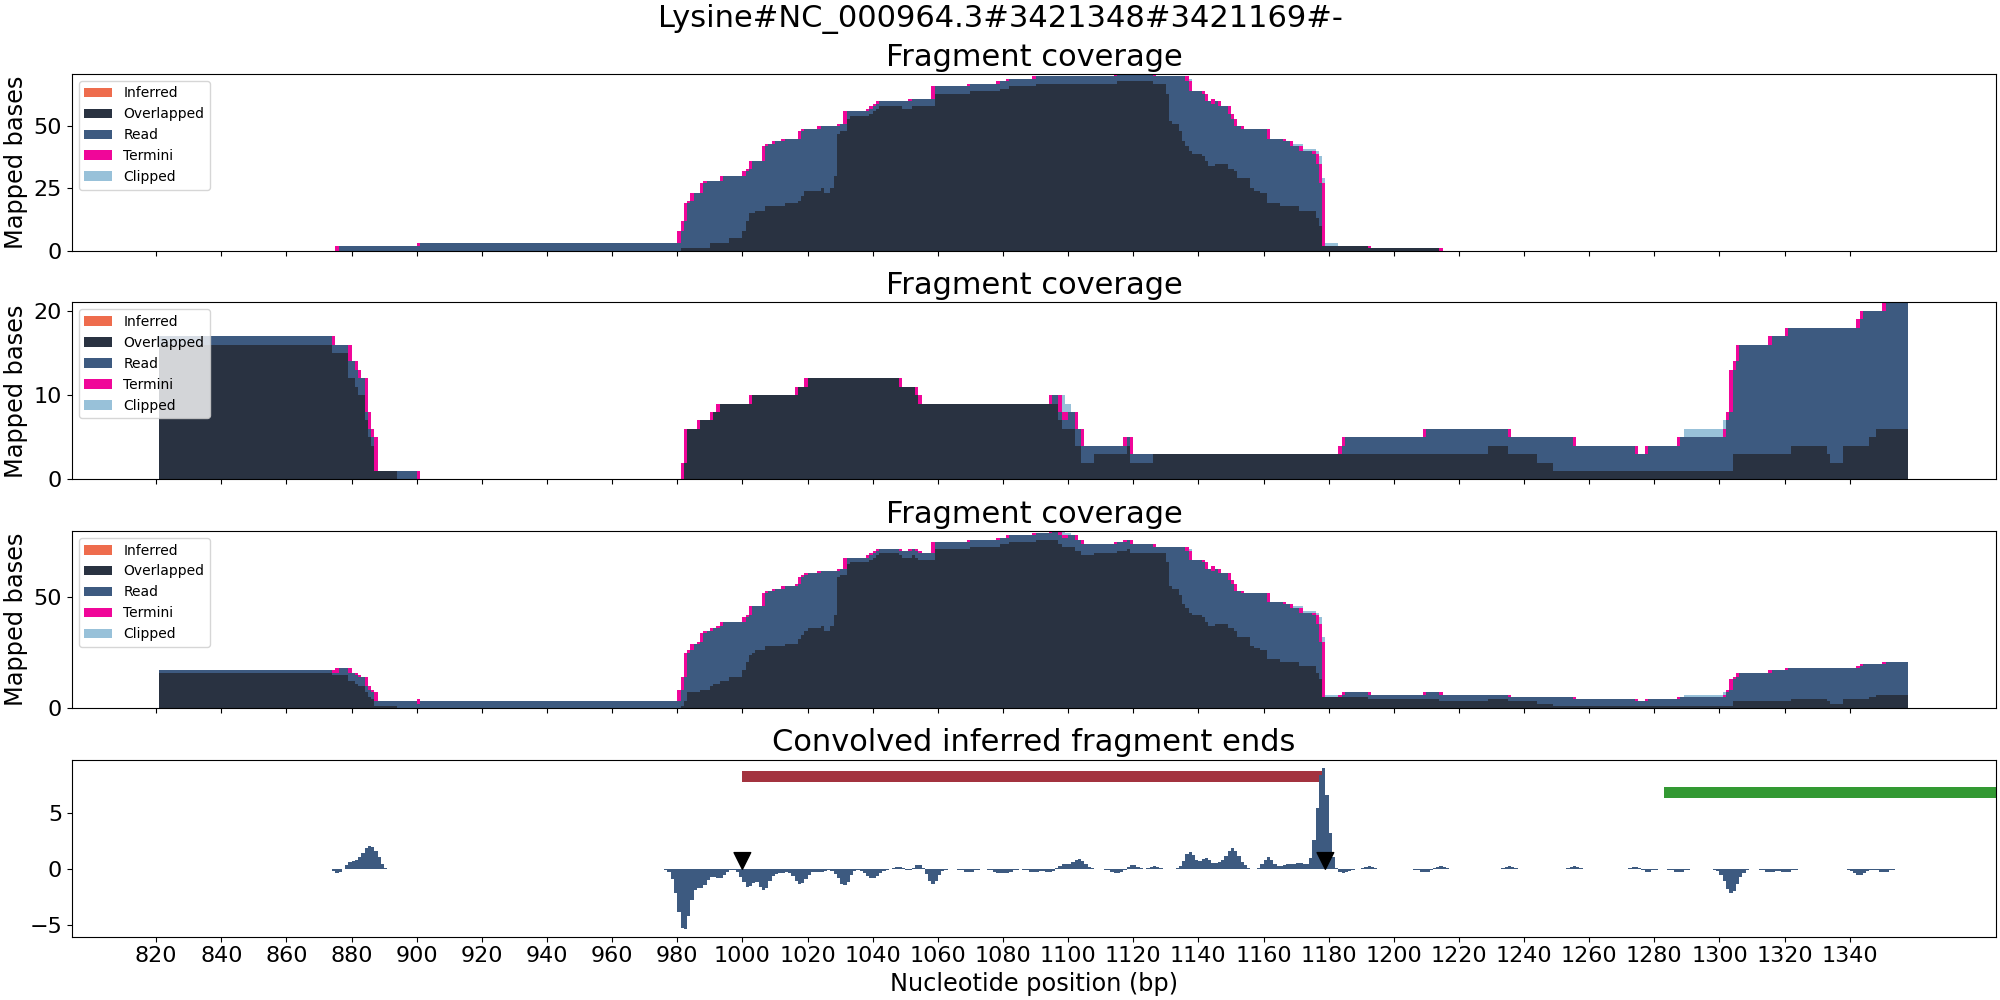 Lysine#NC_000964.3#3421348#3421169#-
Fragment coverage
Mapped bases
50
25
0
Inferred
Overlapped
Read
Termini
Clipped
Fragment coverage
Mapped bases
20
10
0
Inferred
Overlapped
Read
Termini
Clipped
Fragment coverage
Mapped bases
50
0
Inferred
Overlapped
Read
Termini
Clipped
Convolved inferred fragment ends
5
0
−5
820 840 860 880 900 920 940 960 980 1000 1020 1040 1060 1080 1100 1120 1140 1160 1180 1200 1220 1240 1260 1280 1300 1320 1340
Nucleotide position (bp)